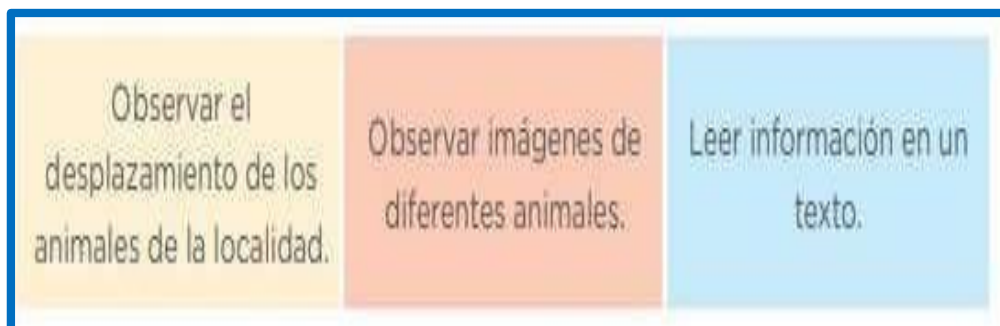 Observar el
desplazamiento de los
animales de la localidad.
Observar imágenes de
diferentes animales.
Leer información en un
texto.